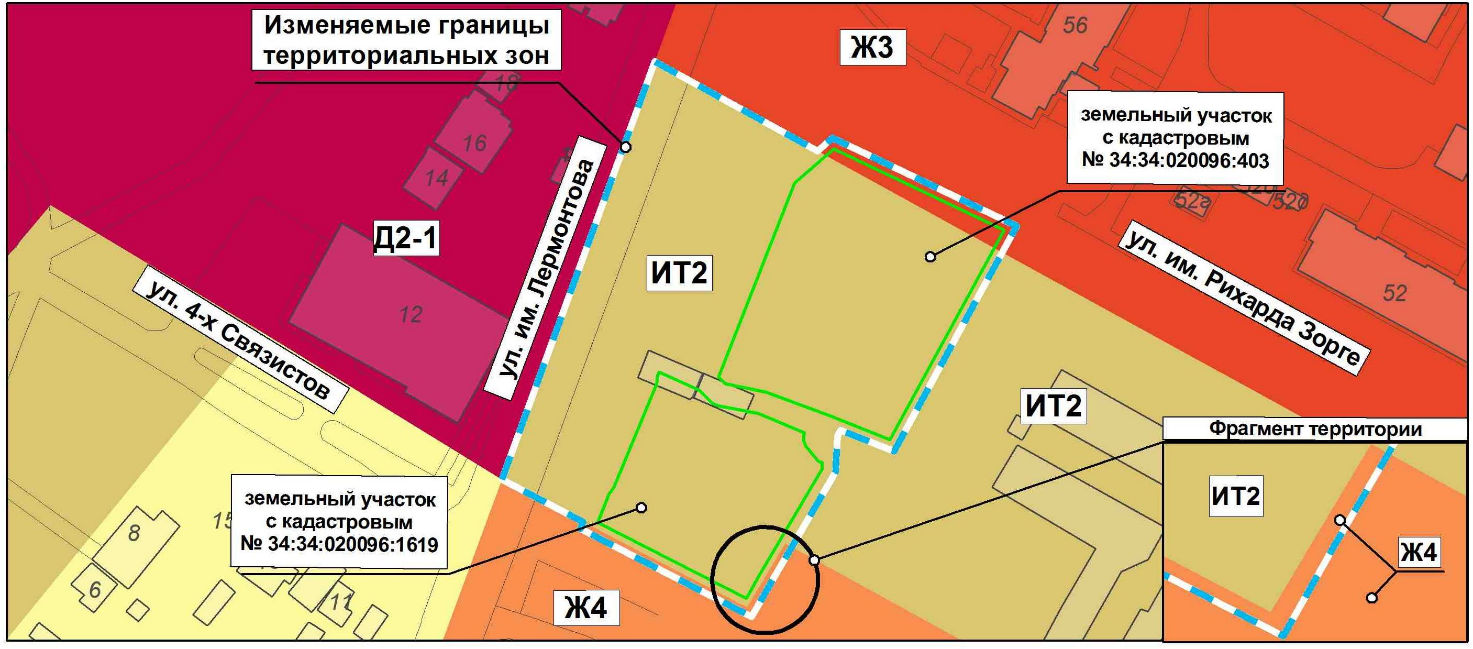 Изменяемые границы
территориальных зон
Ж3
56
земельный участок
с кадастровым
№ 34:34:020096:403
18
16
14
Д2-1
12
ул. им. Лермонтова
ИТ2
52г
52
ул. им. Рихарда Зорге
ул. 4-х Связистов
ИТ2
земельный участок
с кадастровым
№ 34:34:020096:1619
8
6
11
Ж4
Фрагмент территории
ИТ2
Ж4